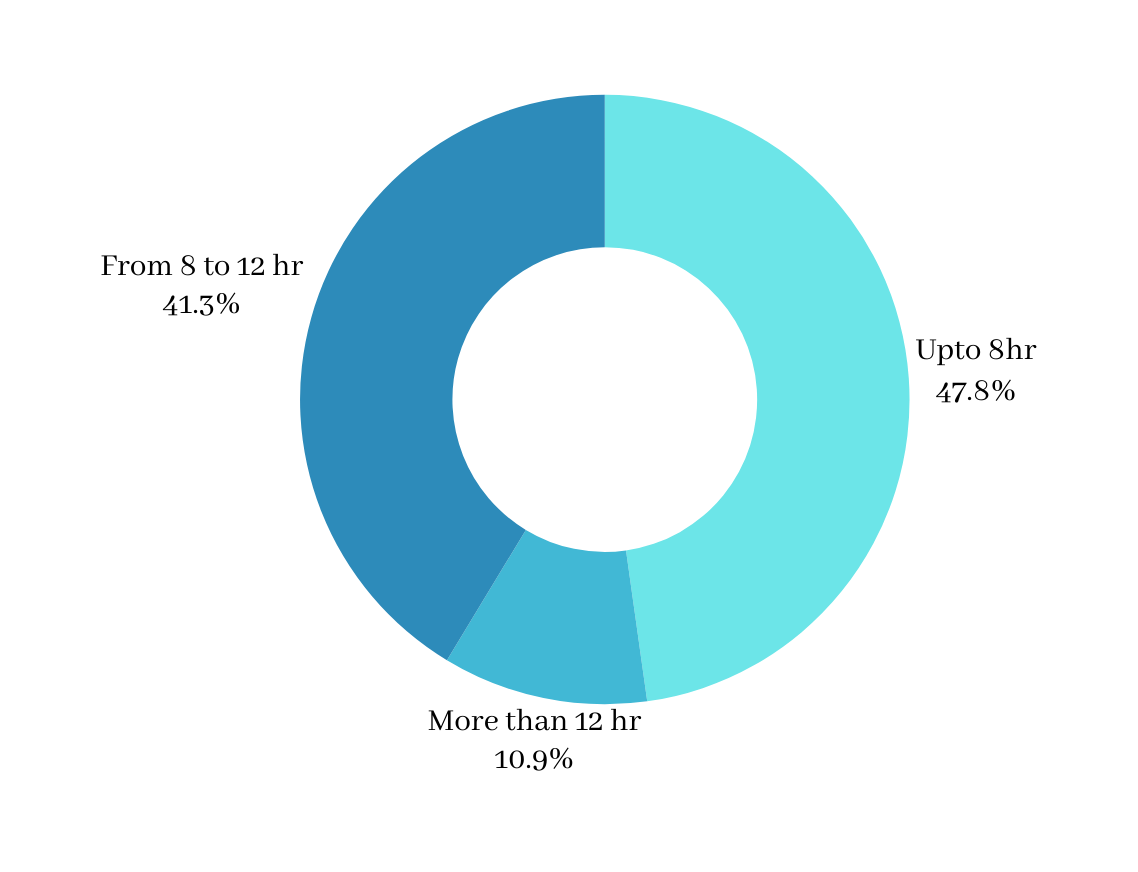 From 8 to 12 hr
41.3%
Upto 8hr
47.8%
More than 12 hr
10.9%